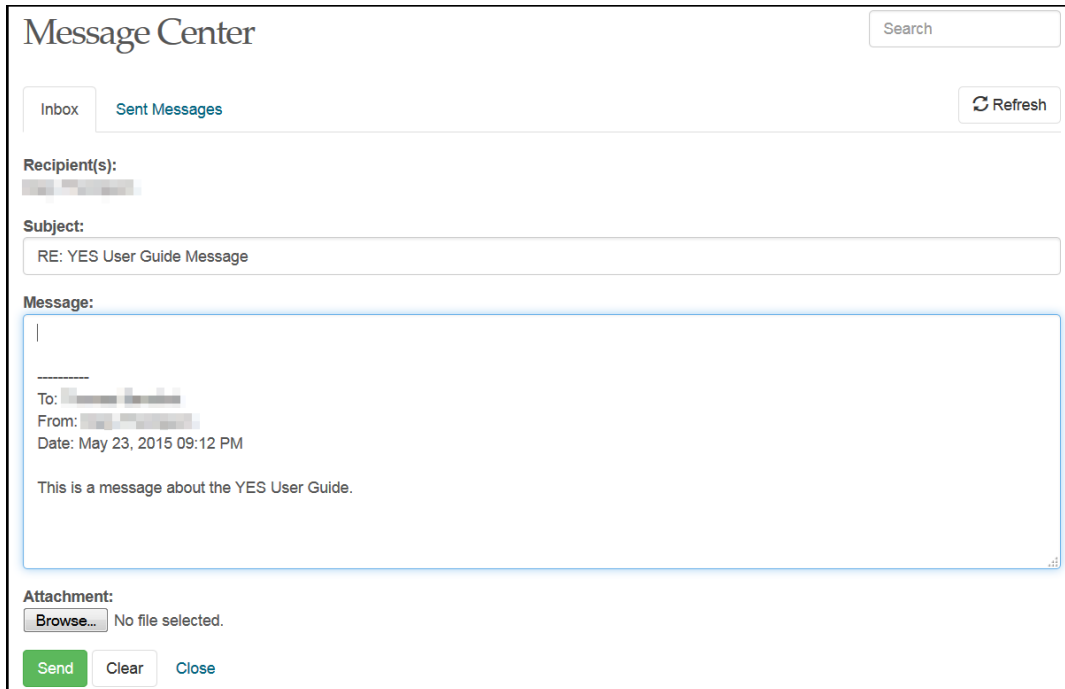 Message Center
Search
Inbox
Sent Messages
Refresh
Recipient(s):
Subject:
RE: YES User Guide Message
Message:
----------
To:
From:
Date: May 23, 2015 09:12 PM
This is a message about the YES User Guide.
Attachment:
Browse... No file selected.
Send
Clear
Close